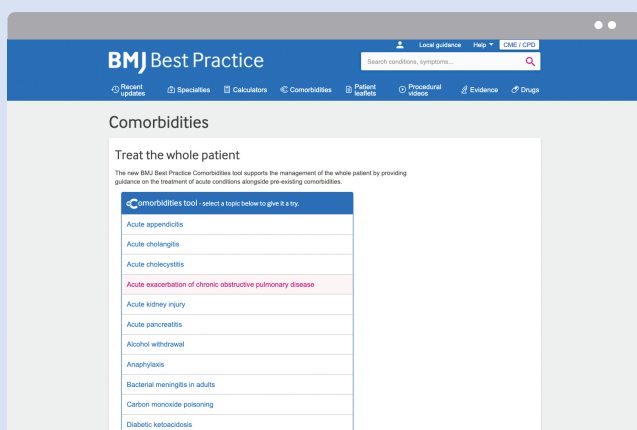 Local guidance Help CME / CPD
BMJ Best Practice
Search conditions, symptoms...
Recent updates
Specialties
Calculators
Comorbidities
Patient leaflets
Procedural videos
Evidence
Drugs
Comorbidities
Treat the whole patient
The new BMJ Best Practice Comorbidities tool supports the management of the whole patient by providing
guidance on the treatment of acute conditions alongside pre-existing comorbidities.
Comorbidities tool - select a topic below to give it a try.
Acute appendicitis
Acute cholangitis
Acute cholecystitis
Acute exacerbation of chronic obstructive pulmonary disease
Acute kidney injury
Acute pancreatitis
Alcohol withdrawal
Anaphylaxis
Bacterial meningitis in adults
Carbon monoxide poisoning
Diabetic ketoacidosis